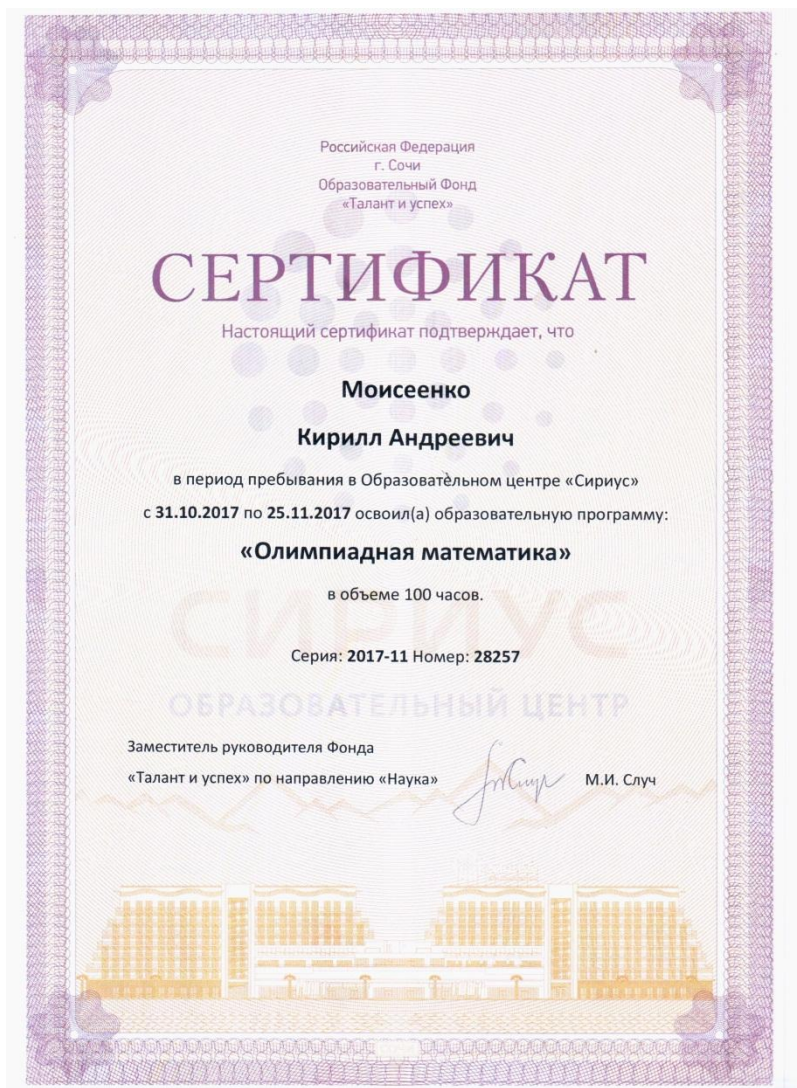 Российская Федерация
г. Сочи
Образовательный Фонд
«Талант и успех»
СЕРТИФИКАТ
Настоящий сертификат подтверждает, что
Моисеенко
Кирилл Андреевич
в период пребывания в Образовательном центре «Сириус»
с 31.10.2017 по 25.11.2017 освоил(а) образовательную программу:
«Олимпиадная математика»
в объеме 100 часов.
СИРИУС
Серия: 2017-11 Номер: 28257
ОБРАЗОВАТЕЛЬНЫЙ ЦЕНТР
Заместитель руководителя Фонда
«Талант и успех» по направлению «Наука» М.И. Случ